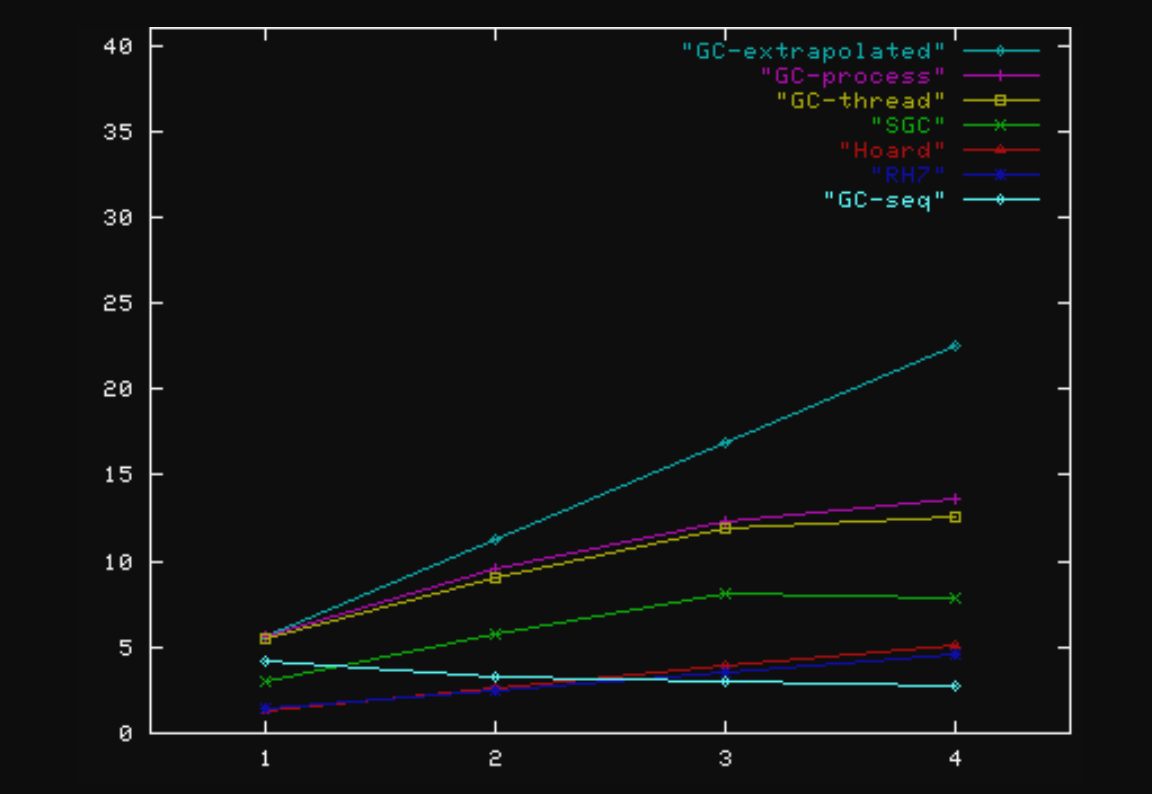 40
"GC-extrapolated"
"GC-process"
"GC-thread"
35
"SGC"
"Hoard"
"RH7"
"GC-seq"
30
25
20
15
10
5
0
1 2 3 4